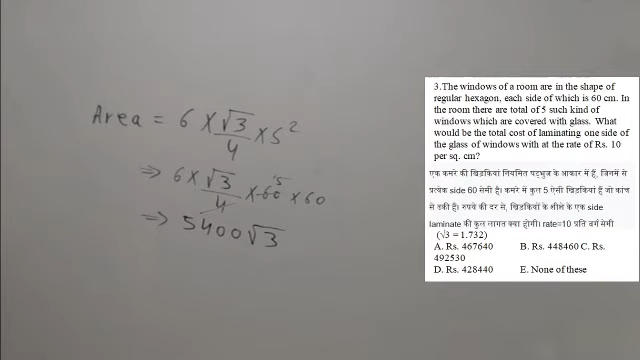 Area = 6 × √3/4 × S²
⇒ 6 × √3/4 × 60 15 × 60
⇒ 5400√3
3.The windows of a room are in the shape of
regular hexagon, each side of which is 60 cm. In
the room there are total of 5 such kind of
windows which are covered with glass. What
would be the total cost of laminating one side of
the glass of windows with at the rate of Rs. 10
per sq. cm?
एक कमरे की खिड़कियां नियमित षट्भुज के आकार में हैं, जिनमें से
प्रत्येक side 60 सेमी है। कमरे में कुल 5 ऐसी खिड़कियां हैं जो कांच
से ढकी हैं। रुपये की दर से, खिड़कियों के शीशे के एक side
laminate की कुल लागत क्या होगी। rate=10 प्रति वर्ग सेमी
(√3 = 1.732)
A. Rs. 467640 B. Rs. 448460 C. Rs.
492530
D. Rs. 428440 E. None of these